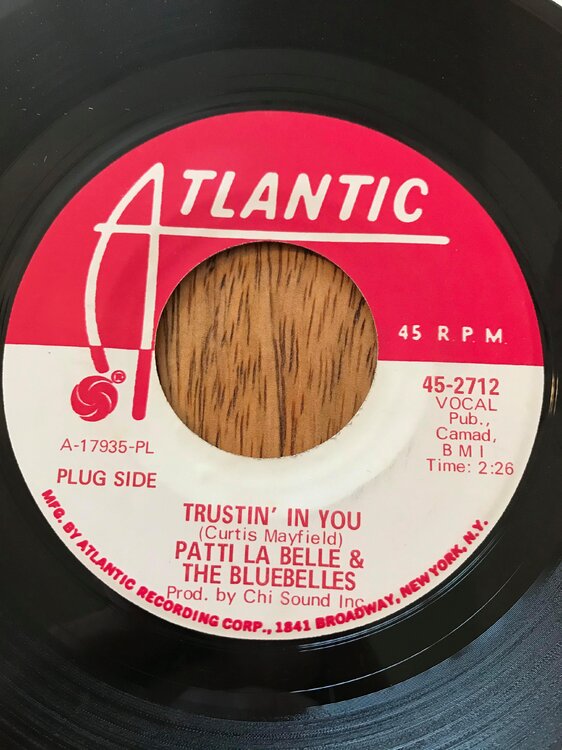 ATLANTIC
45 R.P.M.
®
45-2712
VOCAL
Pub.,
Camad,
B M I
Time: 2:26
A-17935-PL
PLUG SIDE
TRUSTIN' IN YOU
(Curtis Mayfield)
PATTI LA BELLE &
THE BLUEBELLES
Prod. by Chi Sound Inc.
MFG. BY ATLANTIC RECORDING CORP., 1841 BROADWAY, NEW YORK, N.Y.